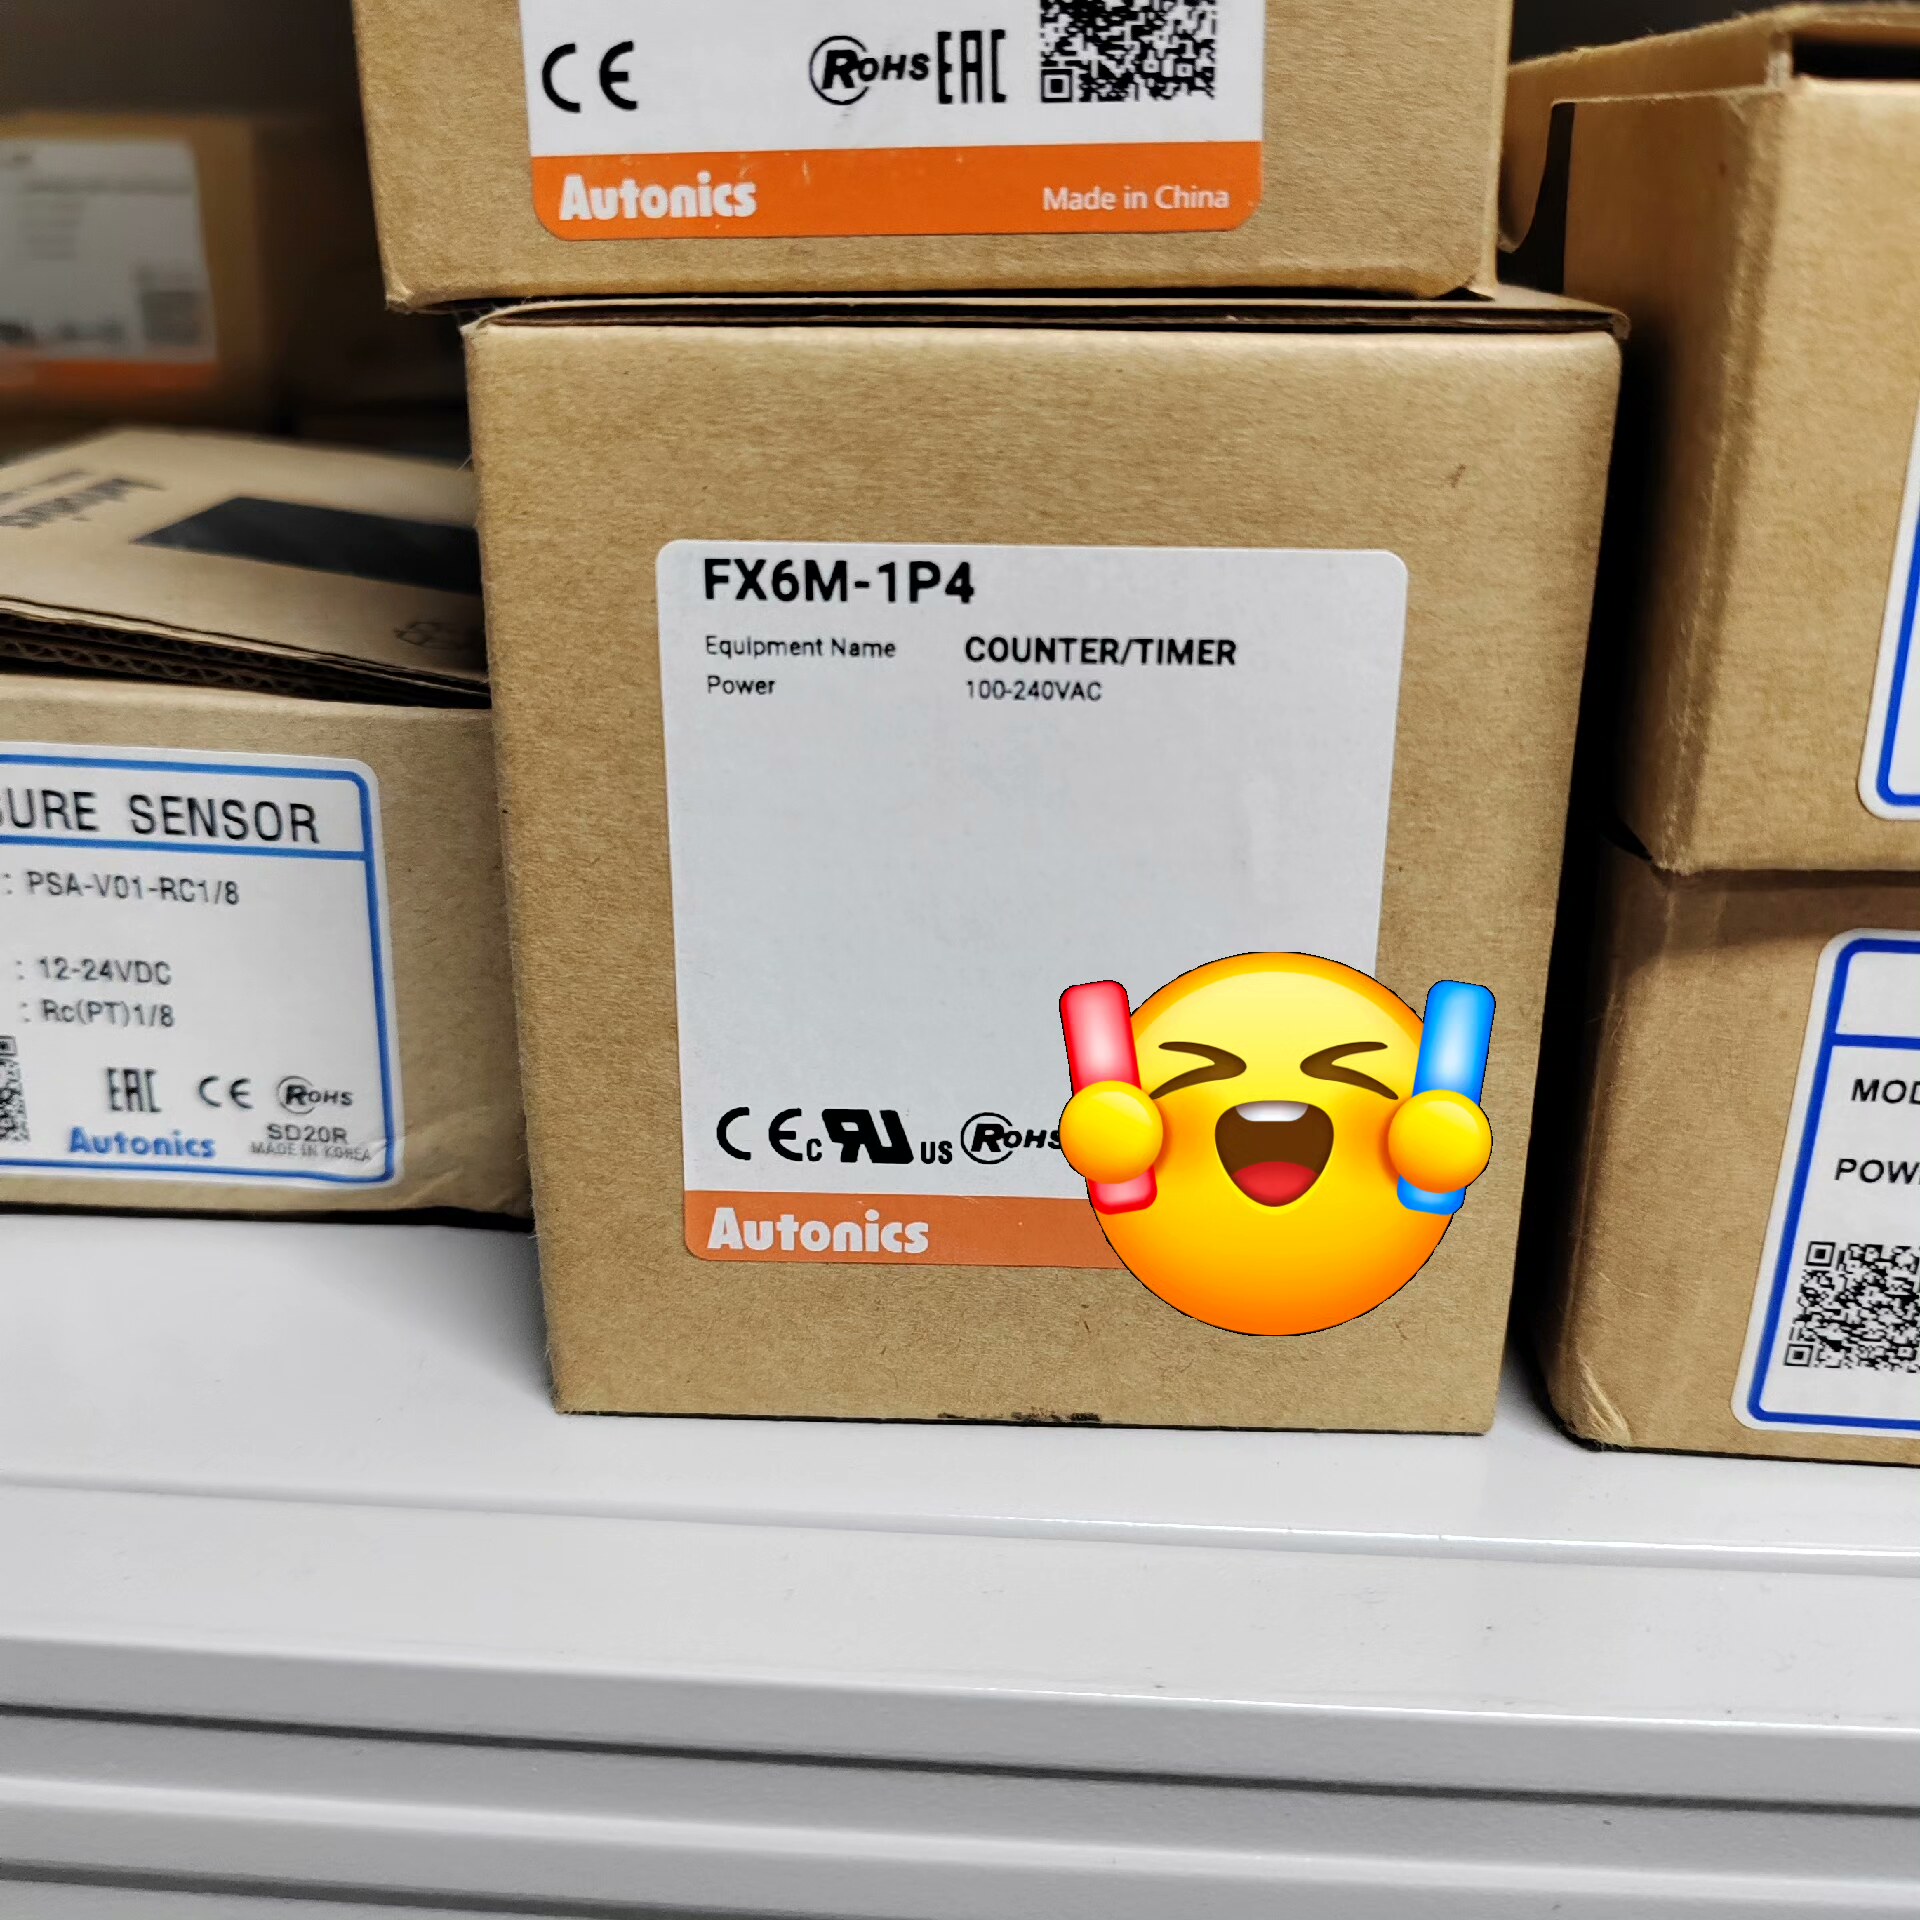 CE RoHS EAC
Autonics Made in China
FX6M-1P4
Equipment Name COUNTER/TIMER
Power 100-240VAC
CE c UL us RoHS
Autonics
SURE SENSOR
: PSA-V01-RC1/8
: 12-24VDC
: Rc(PT)1/8
EAC CE RoHS
Autonics SD20R
MADE IN KOREA
MOD
POW